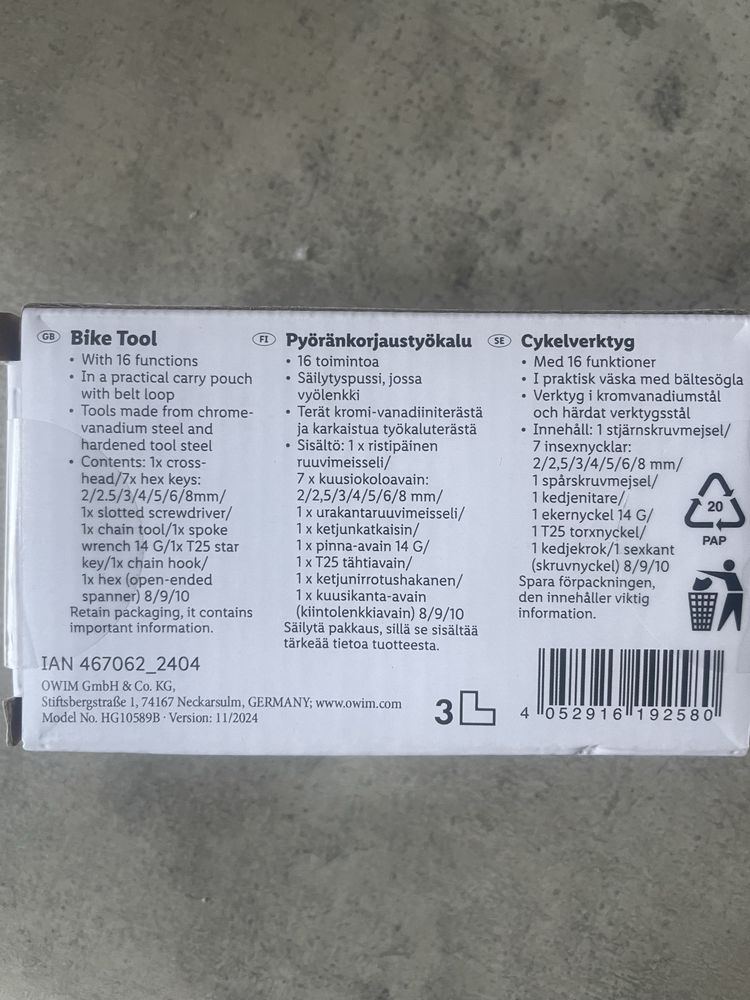 GB Bike Tool
• With 16 functions
• In a practical carry pouch
with belt loop
• Tools made from chrome-
vanadium steel and
hardened tool steel
• Contents: 1x cross-
head/7x hex keys:
2/2.5/3/4/5/6/8mm/
1x slotted screwdriver/
1x chain tool/1x spoke
wrench 14 G/1x T25 star
key/1x chain hook/
1x hex (open-ended
spanner) 8/9/10
Retain packaging, it contains
important information.
FI Pyöränkorjaustyökalu
• 16 toimintoa
• Säilytyspussi, jossa
vyölenkki
• Terät kromi-vanadiiniterästä
ja karkaistua työkaluterästä
• Sisältö: 1 x ristipäinen
ruuvimeisseli/
7 x kuusiokoloavain:
2/2,5/3/4/5/6/8 mm/
1 x urakantaruuvimeisseli/
1 x ketjunkatkaisin/
1 x pinna-avain 14 G/
1 x T25 tähtiavain/
1 x ketjunirrotushakanen/
1 x kuusikanta-avain
(kiintolenkkiavain) 8/9/10
Säilytä pakkaus, sillä se sisältää
tärkeää tietoa tuotteesta.
SE Cykelverktyg
• Med 16 funktioner
• I praktisk väska med bältesögla
• Verktyg i kromvanadiumstål
och härdat verktygsstål
• Innehåll: 1 stjärnskruvmejsel/
7 insexnycklar:
2/2,5/3/4/5/6/8 mm/
1 spårskruvmejsel/
1 kedjenitare/
1 ekernyckel 14 G/
1 T25 torxnyckel/
1 kedjekrok/1 sexkant
(skruvnyckel) 8/9/10
Spara förpackningen,
den innehåller viktig
information.
20
PAP
IAN 467062_2404
OWIM GmbH & Co. KG,
Stiftsbergstraße 1, 74167 Neckarsulm, GERMANY; www.owim.com
Model No. HG10589B · Version: 11/2024
3
4 052916 192580